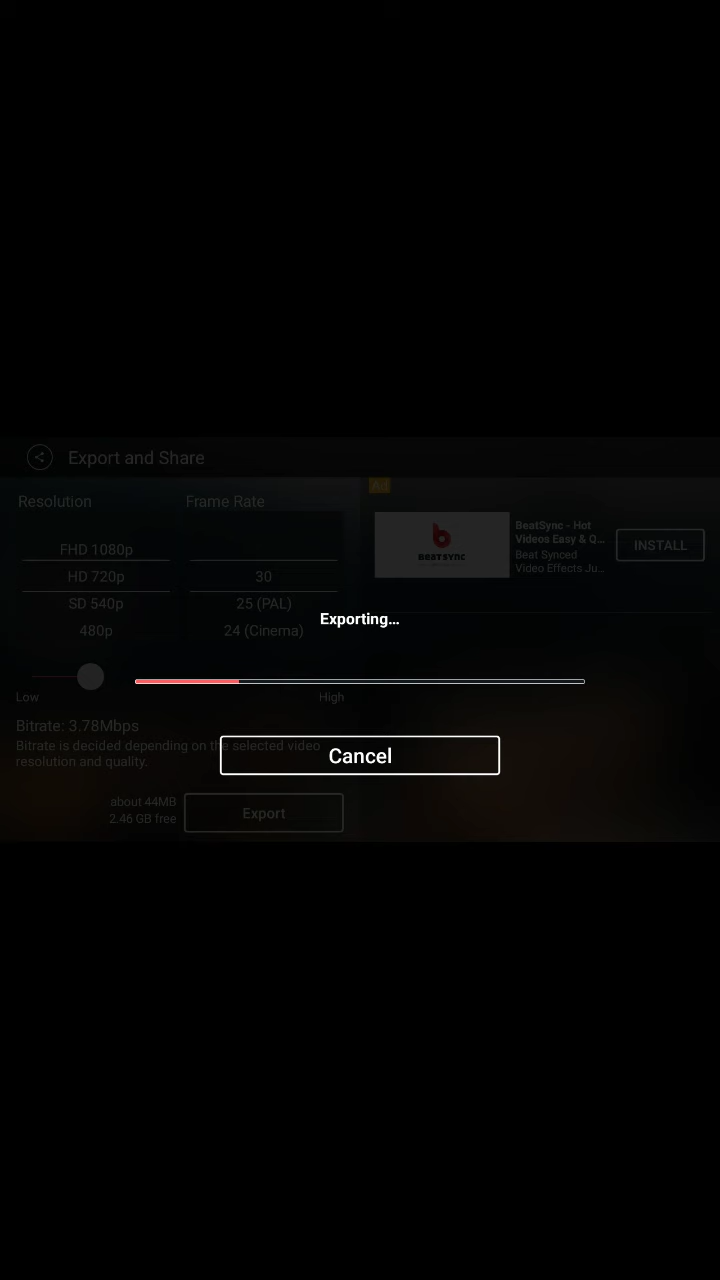 Export and Share
Resolution
Frame Rate
FHD 1080p
HD 720p
SD 540p
480p
30
25 (PAL)
24 (Cinema)
Low
High
Bitrate: 3.78Mbps
Bitrate is decided depending on the selected video
resolution and quality.
about 44MB
2.46 GB free
Export
Ad
BEATSYNC
BeatSync - Hot
Videos Easy & Q...
Beat Synced
Video Effects Ju...
INSTALL
Exporting...
Cancel